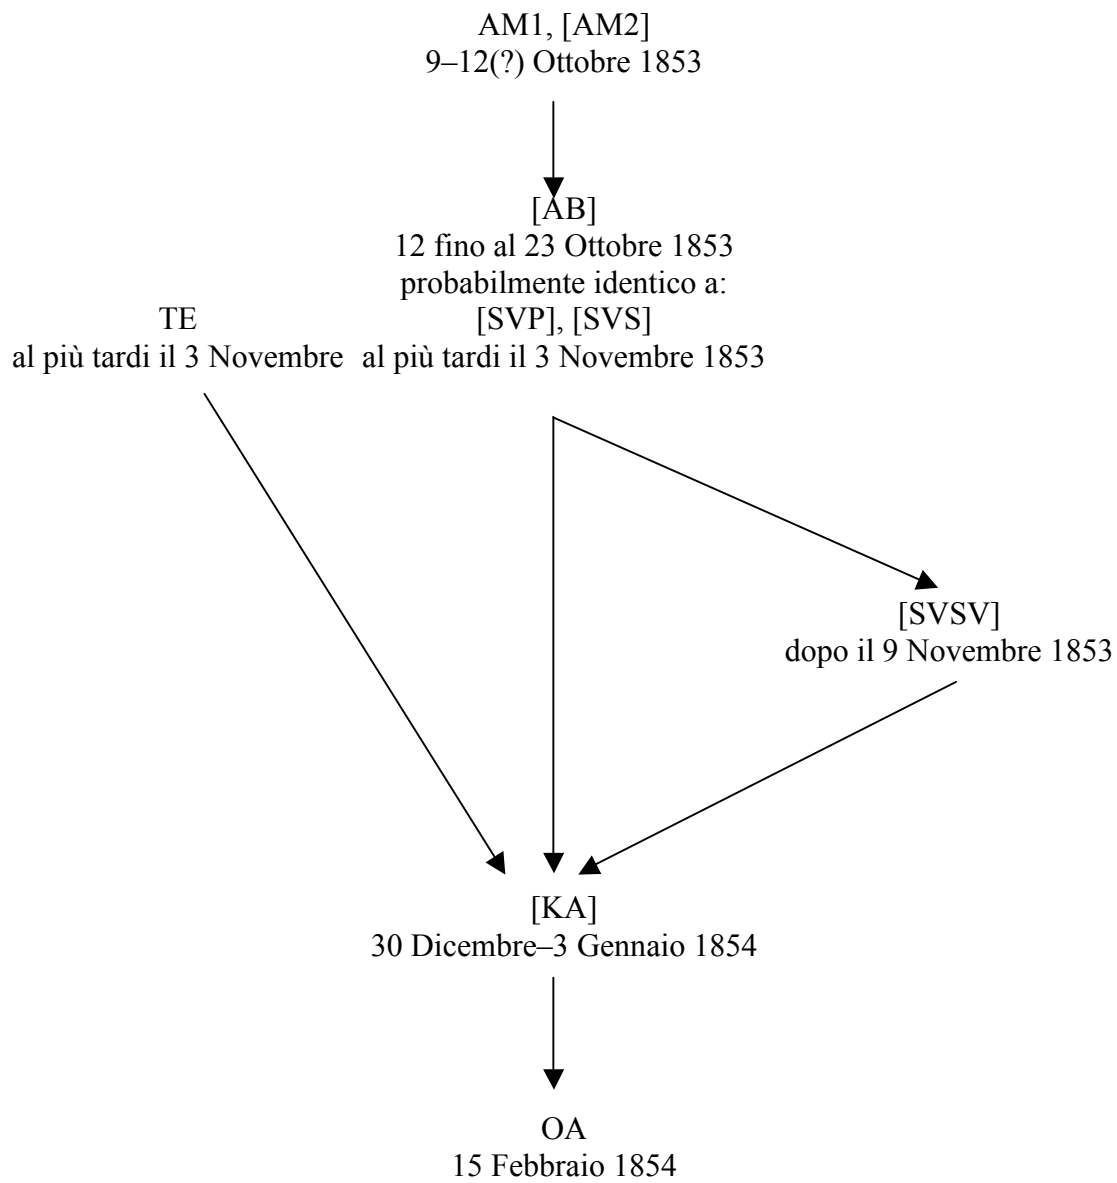 AM1, [AM2]
9–12(?) Ottobre 1853
[AB]
12 fino al 23 Ottobre 1853
probabilmente identico a:
TE
al più tardi il 3 Novembre
[SVP], [SVS]
al più tardi il 3 Novembre 1853
[SVSV]
dopo il 9 Novembre 1853
[KA]
30 Dicembre–3 Gennaio 1854
OA
15 Febbraio 1854